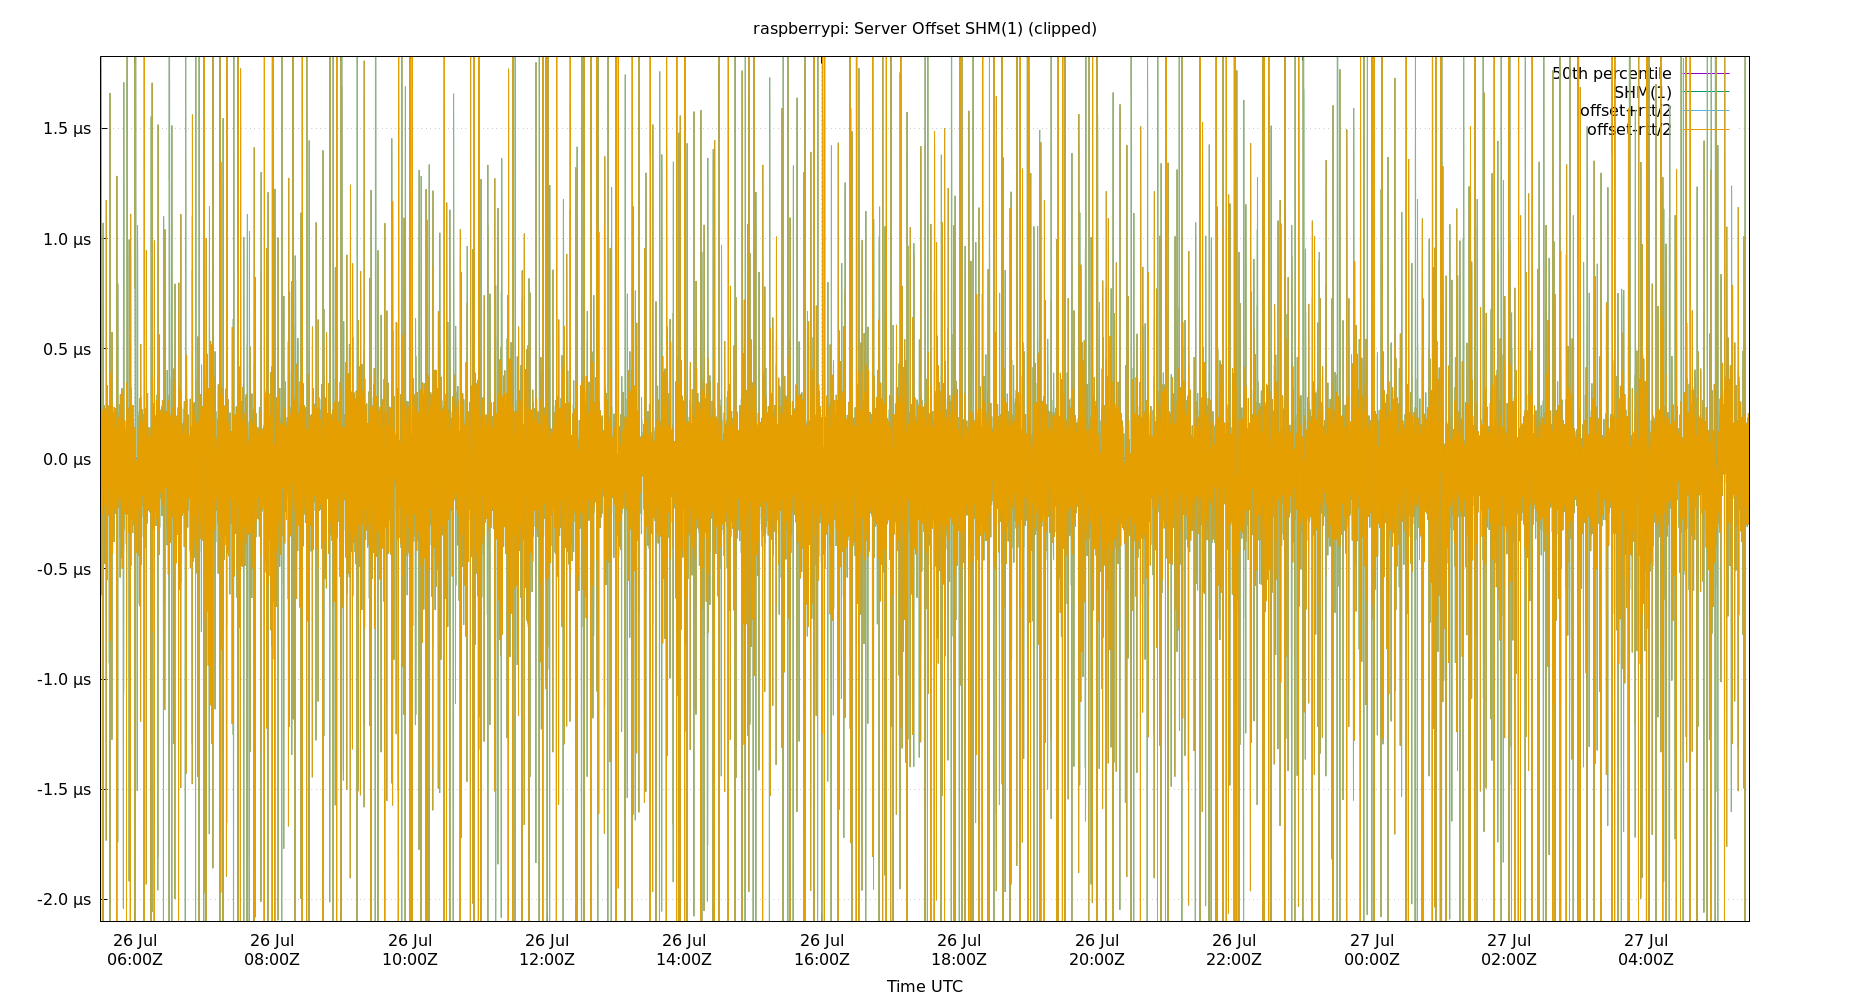 raspberrypi: Server Offset SHM(1) (clipped)
50th percentile
SHM(1)
offset+rtt/2
offset-rtt/2
1.5 µs
1.0 µs
0.5 µs
0.0 µs
-0.5 µs
-1.0 µs
-1.5 µs
-2.0 µs
26 Jul 26 Jul 26 Jul 26 Jul 26 Jul 26 Jul 26 Jul 26 Jul 26 Jul 27 Jul 27 Jul 27 Jul
06:00Z 08:00Z 10:00Z 12:00Z 14:00Z 16:00Z 18:00Z 20:00Z 22:00Z 00:00Z 02:00Z 04:00Z
Time UTC